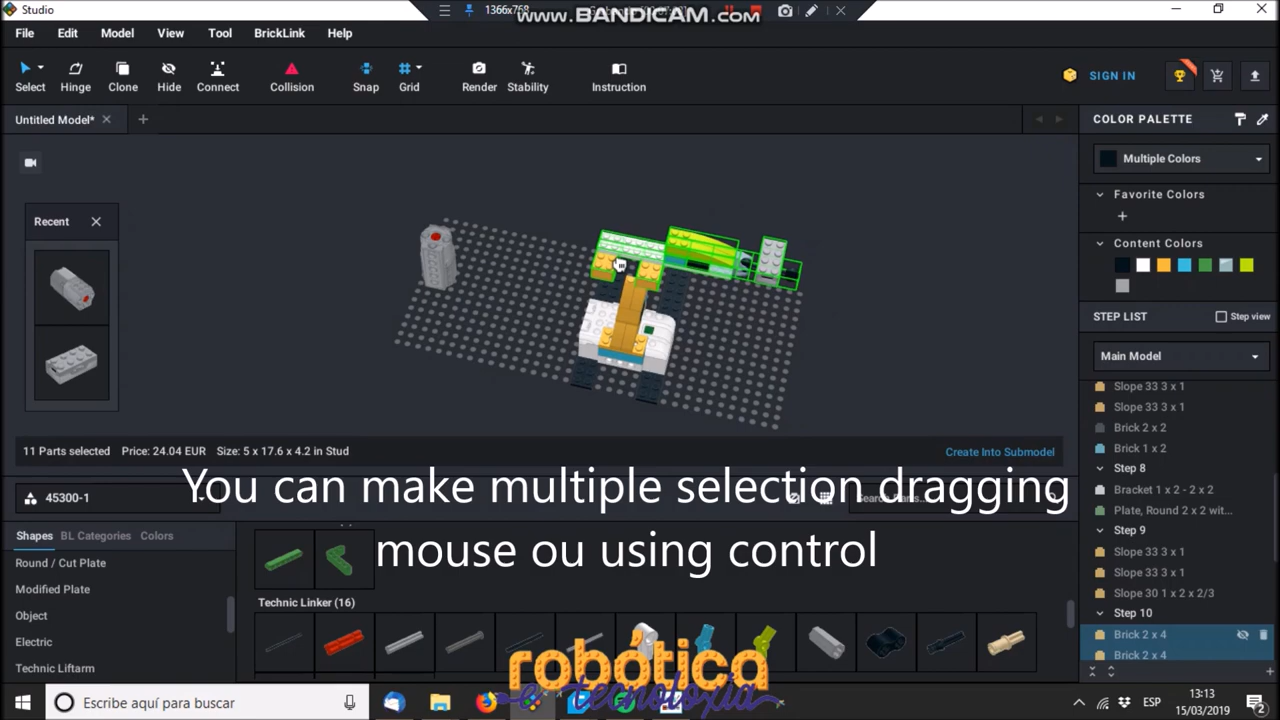 Studio
1366x768
www.BANDICAM.com
File Edit Model View BrickLink Help
Select Hinge Clone Hide Connect Collision Snap Grid Render Stability Instruction
SIGN IN
Untitled Model*
COLOR PALETTE
Multiple Colors
Favorite Colors
Content Colors
Recent
STEP LIST
Step view
Main Model
Slope 33 3 x 1
Slope 33 3 x 1
Brick 2 x 2
Brick 1 x 2
Step 8
Bracket 1 x 2 - 2 x 2
Plate, Round 2 x 2 wit...
Step 9
Slope 33 3 x 1
Slope 33 3 x 1
Slope 30 1 x 2 x 2/3
Step 10
Brick 2 x 4
Brick 2 x 4
11 Parts selected Price: 24.04 EUR Size: 5 x 17.6 x 4.2 in Stud
Create Into Submodel
You can make multiple selection dragging
mouse ou using control
45300-1
Shapes BL Categories Colors
Round / Cut Plate
Modified Plate
Object
Electric
Technic Liftarm
Technic Linker (16)
robótica
e tecnoloxía
Escribe aquí para buscar
ESP
13:13
15/03/2019
2